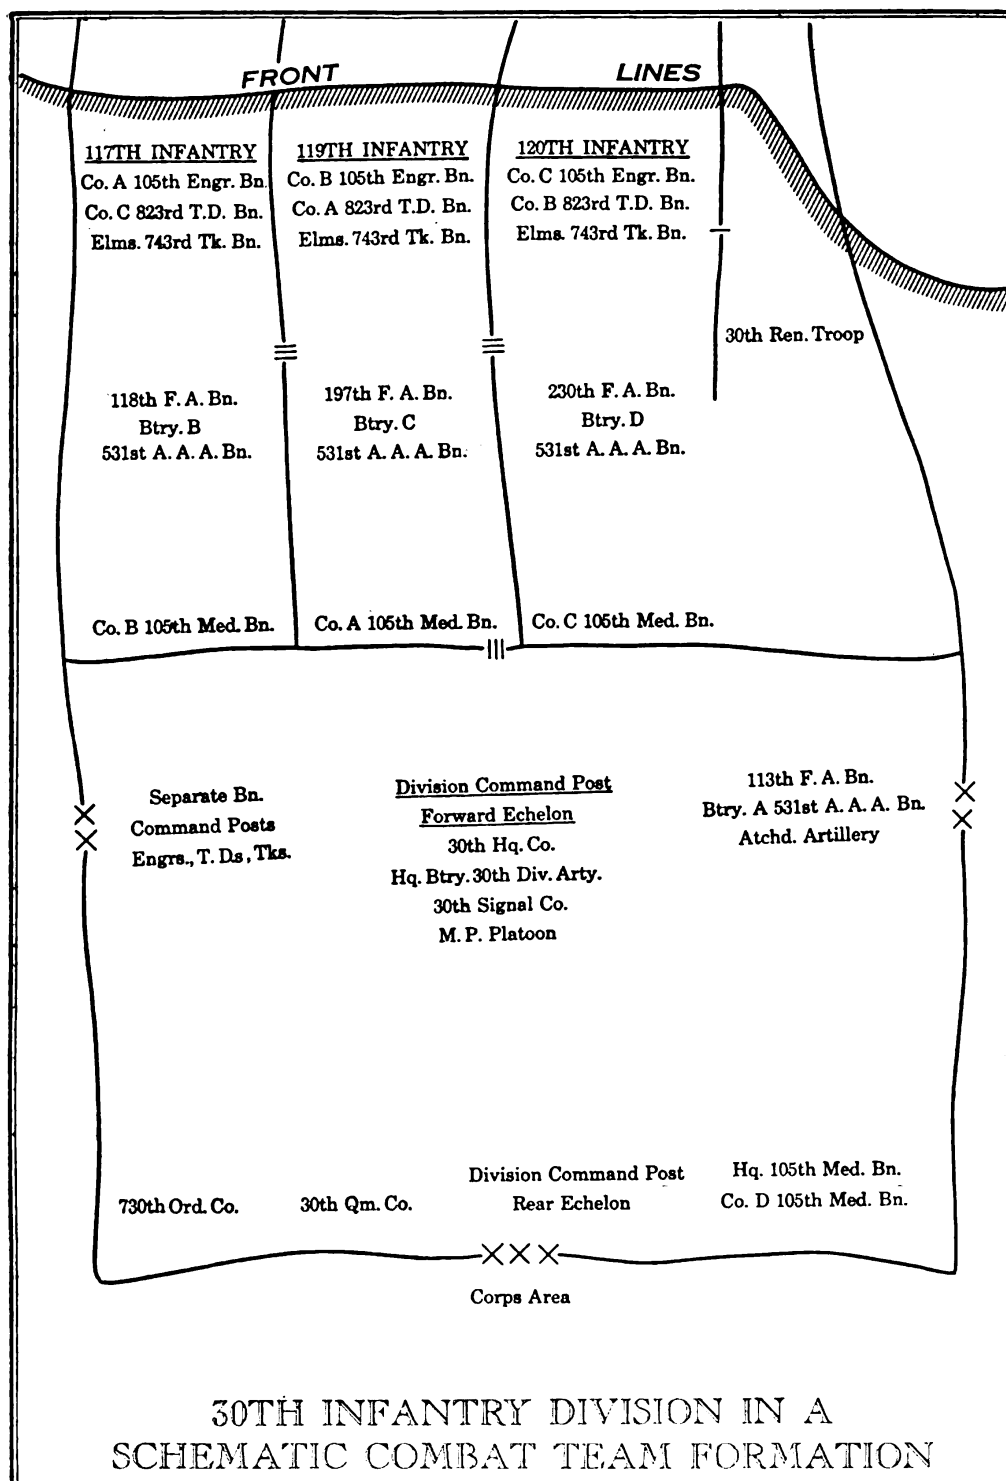 FRONT LINES
117TH INFANTRY
Co. A 105th Engr. Bn.
Co. C 823rd T.D. Bn.
Elms. 743rd Tk. Bn.
119TH INFANTRY
Co. B 105th Engr. Bn.
Co. A 823rd T.D. Bn.
Elms. 743rd Tk. Bn.
120TH INFANTRY
Co. C 105th Engr. Bn.
Co. B 823rd T.D. Bn.
Elms. 743rd Tk. Bn.
30th Ren. Troop
118th F. A. Bn.
Btry. B
531st A. A. A. Bn.
197th F. A. Bn.
Btry. C
531st A. A. A. Bn.
230th F. A. Bn.
Btry. D
531st A. A. A. Bn.
Co. B 105th Med. Bn.
Co. A 105th Med. Bn.
Co. C 105th Med. Bn.
Separate Bn.
Command Posts
Engrs., T. Ds, Tks.
Division Command Post
Forward Echelon
30th Hq. Co.
Hq. Btry. 30th Div. Arty.
30th Signal Co.
M. P. Platoon
113th F. A. Bn.
Btry. A 531st A. A. A. Bn.
Atchd. Artillery
730th Ord. Co.
30th Qm. Co.
Division Command Post
Rear Echelon
Hq. 105th Med. Bn.
Co. D 105th Med. Bn.
Corps Area
30TH INFANTRY DIVISION IN A
SCHEMATIC COMBAT TEAM FORMATION